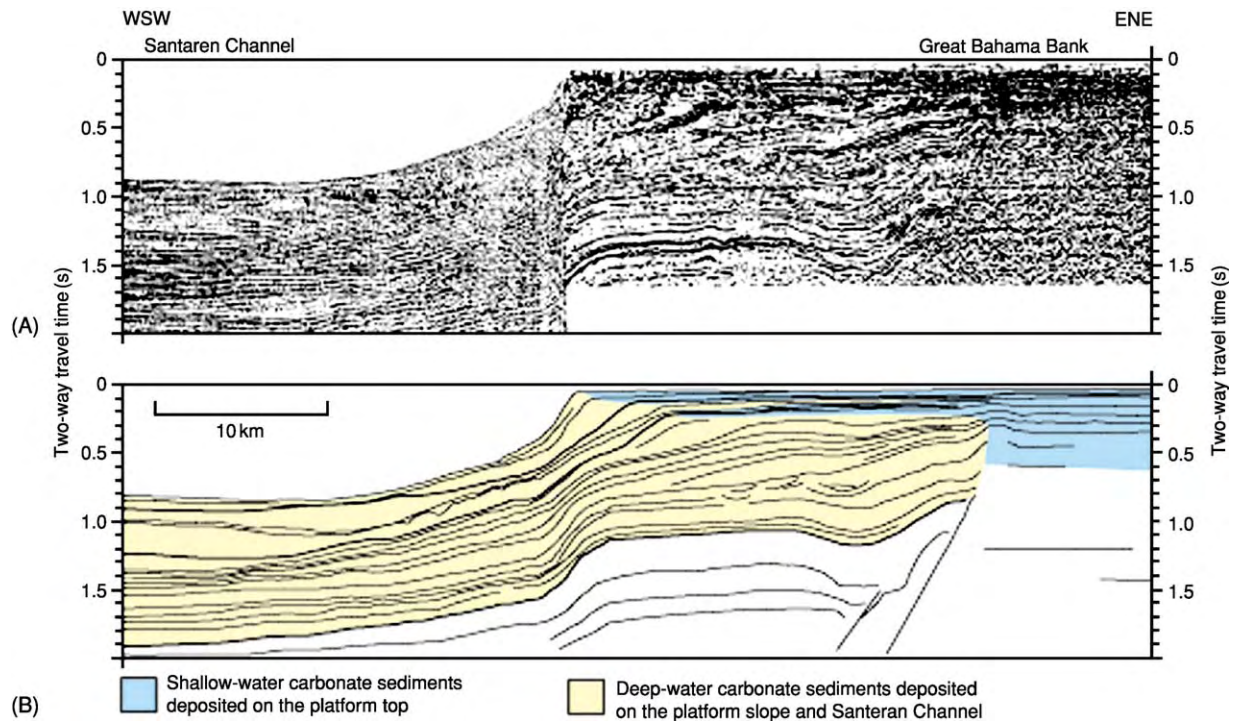 WSW
ENE
Santaren Channel
Great Bahama Bank
0
0.5
1.0
1.5
0
0.5
1.0
1.5
(A)
Two-way travel time (s)
Two-way travel time (s)
0
0.5
1.0
1.5
0
0.5
1.0
1.5
10 km
(B)
Shallow-water carbonate sediments
deposited on the platform top
Deep-water carbonate sediments deposited
on the platform slope and Santeran Channel